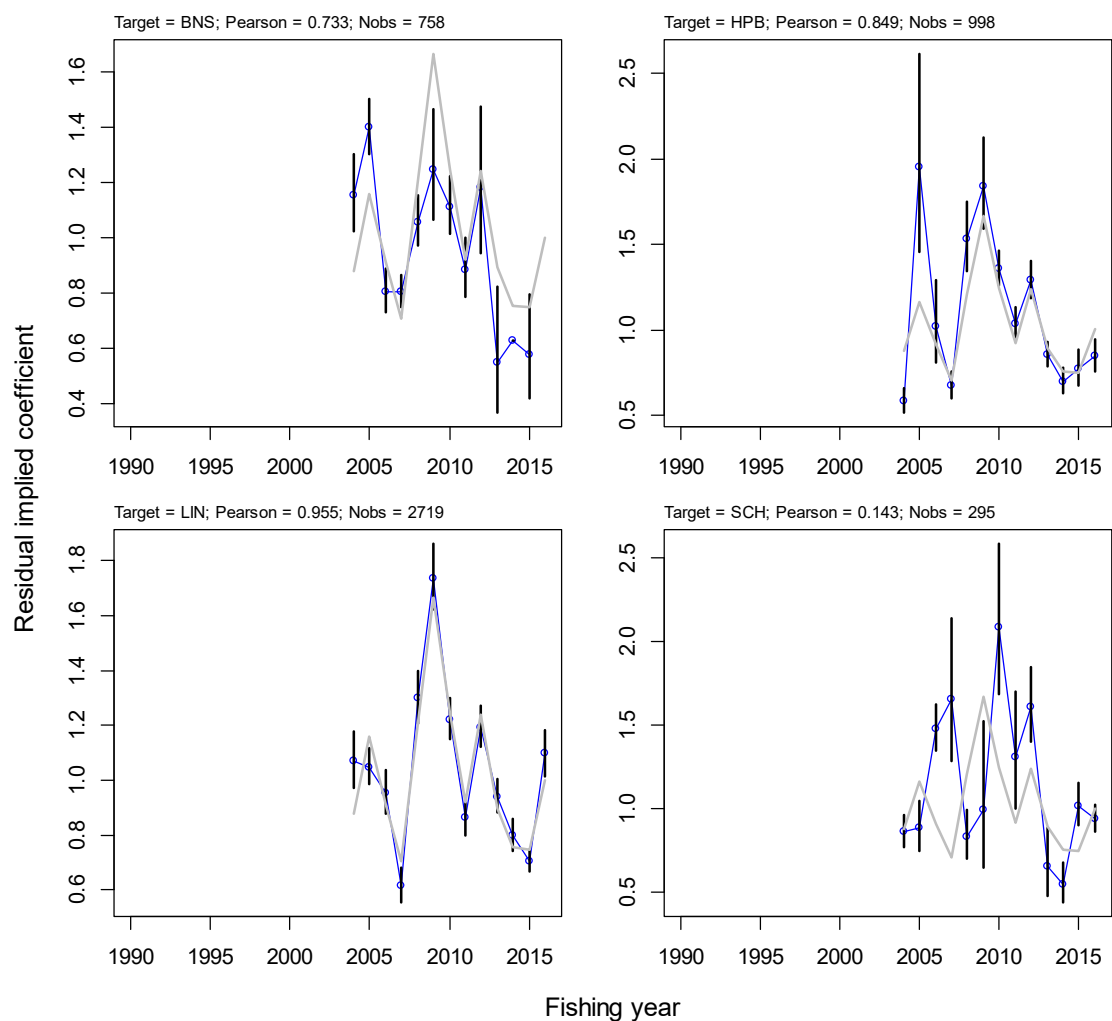 Target = BNS; Pearson = 0.733; Nobs = 758
0.4 0.6 0.8 1.0 1.2 1.4 1.6
1990 1995 2000 2005 2010 2015
Target = HPB; Pearson = 0.849; Nobs = 998
0.5 1.0 1.5 2.0 2.5
1990 1995 2000 2005 2010 2015
Target = LIN; Pearson = 0.955; Nobs = 2719
0.6 0.8 1.0 1.2 1.4 1.6 1.8
1990 1995 2000 2005 2010 2015
Target = SCH; Pearson = 0.143; Nobs = 295
0.5 1.0 1.5 2.0 2.5
1990 1995 2000 2005 2010 2015
Residual implied coefficient
Fishing year